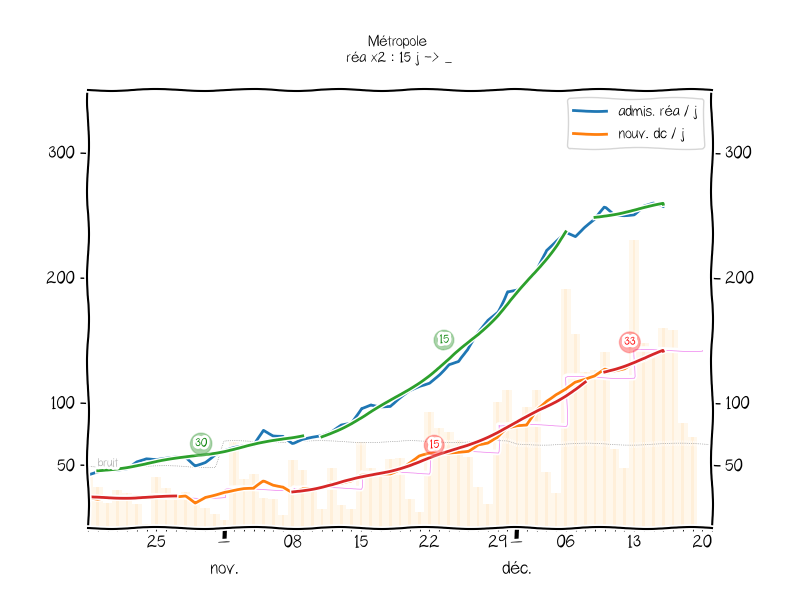 Métropole
réa x2 : 15 j -> _
admis. réa / j
nouv. dc / j
300
300
200
200
15
33
100
100
30
15
bruit
50
50
25
08
15
22
29
06
13
20
nov.
déc.